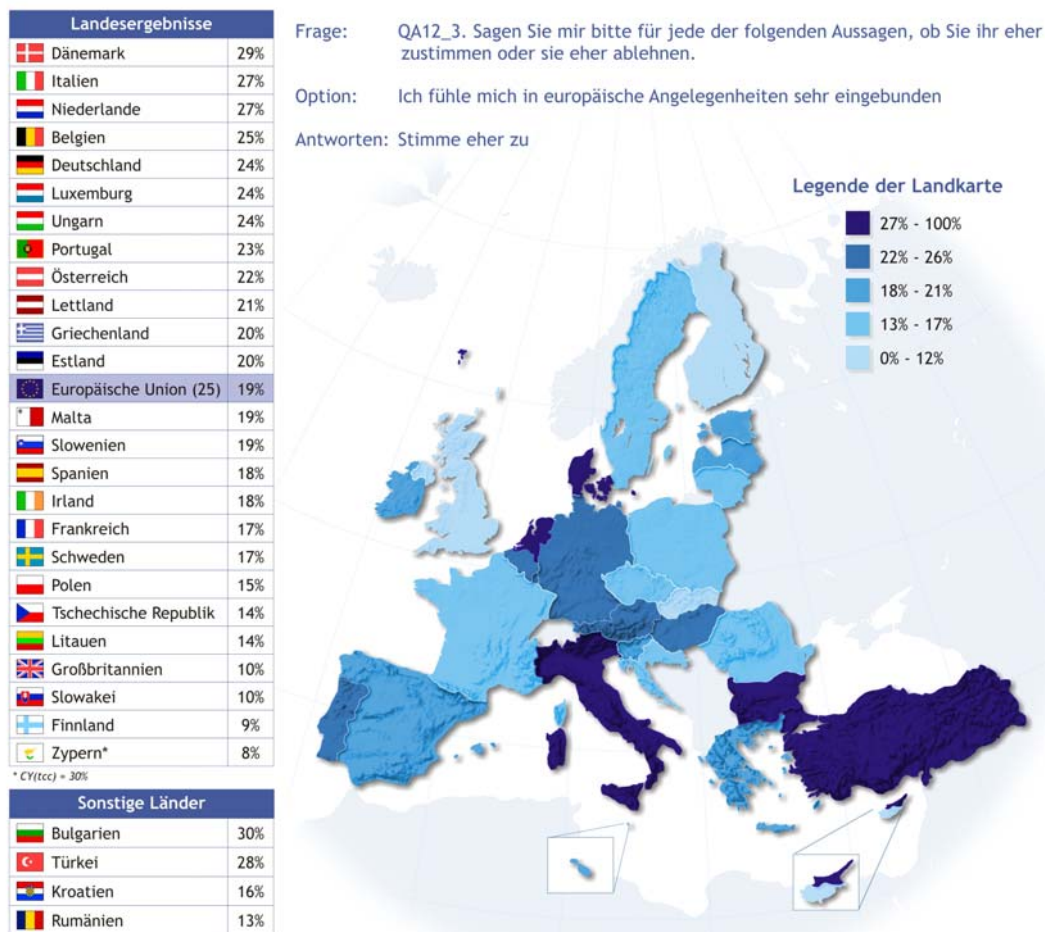 Landesergebnisse
Dänemark 29%
Italien 27%
Niederlande 27%
Belgien 25%
Deutschland 24%
Luxemburg 24%
Ungarn 24%
Portugal 23%
Österreich 22%
Lettland 21%
Griechenland 20%
Estland 20%
Europäische Union (25) 19%
Malta 19%
Slowenien 19%
Spanien 18%
Irland 18%
Frankreich 17%
Schweden 17%
Polen 15%
Tschechische Republik 14%
Litauen 14%
Großbritannien 10%
Slowakei 10%
Finnland 9%
Zypern* 8%
* CY(tcc) = 30%
Sonstige Länder
Bulgarien 30%
Türkei 28%
Kroatien 16%
Rumänien 13%
Frage: QA12_3. Sagen Sie mir bitte für jede der folgenden Aussagen, ob Sie ihr eher
zustimmen oder sie eher ablehnen.
Option: Ich fühle mich in europäische Angelegenheiten sehr eingebunden
Antworten: Stimme eher zu
Legende der Landkarte
27% - 100%
22% - 26%
18% - 21%
13% - 17%
0% - 12%